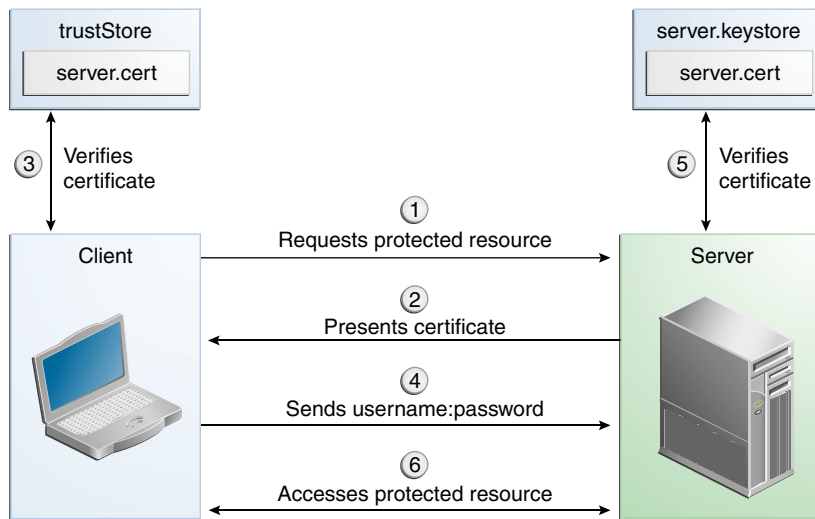 trustStore
server.cert
server.keystore
server.cert
3
Verifies
certificate
5
Verifies
certificate
1
Requests protected resource
Client
Server
2
Presents certificate
4
Sends username:password
6
Accesses protected resource